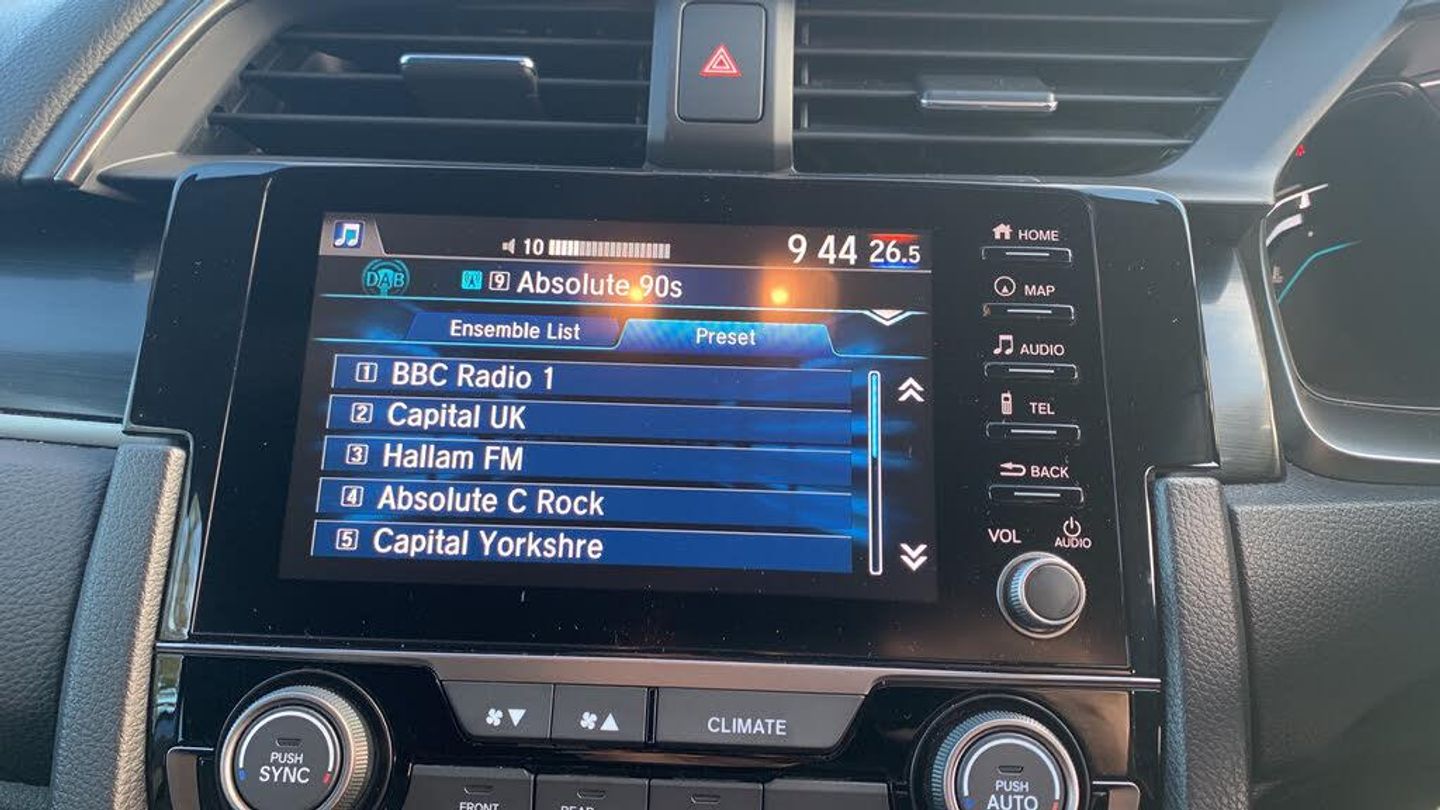 10
9 44
26.5
DAB
9 Absolute 90s
Ensemble List
Preset
1 BBC Radio 1
2 Capital UK
3 Hallam FM
4 Absolute C Rock
5 Capital Yorkshre
HOME
MAP
AUDIO
TEL
BACK
VOL
AUDIO
CLIMATE
PUSH
SYNC
PUSH
AUTO
FRONT
REAR